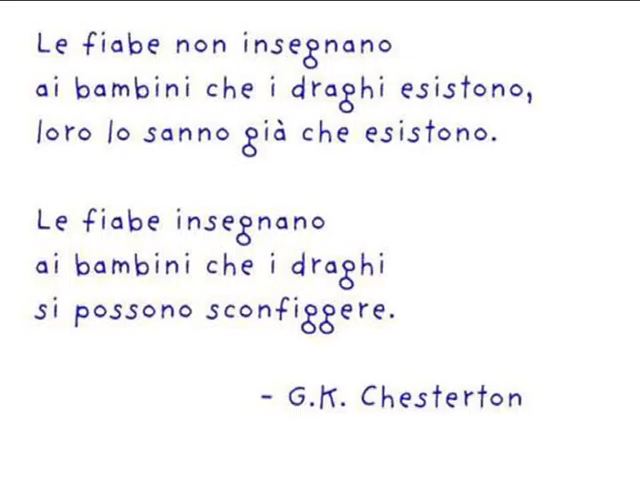 Le fiabe non insegnano
ai bambini che i draghi esistono,
loro lo sanno già che esistono.
Le fiabe insegnano
ai bambini che i draghi
si possono sconfiggere.
- G.K. Chesterton